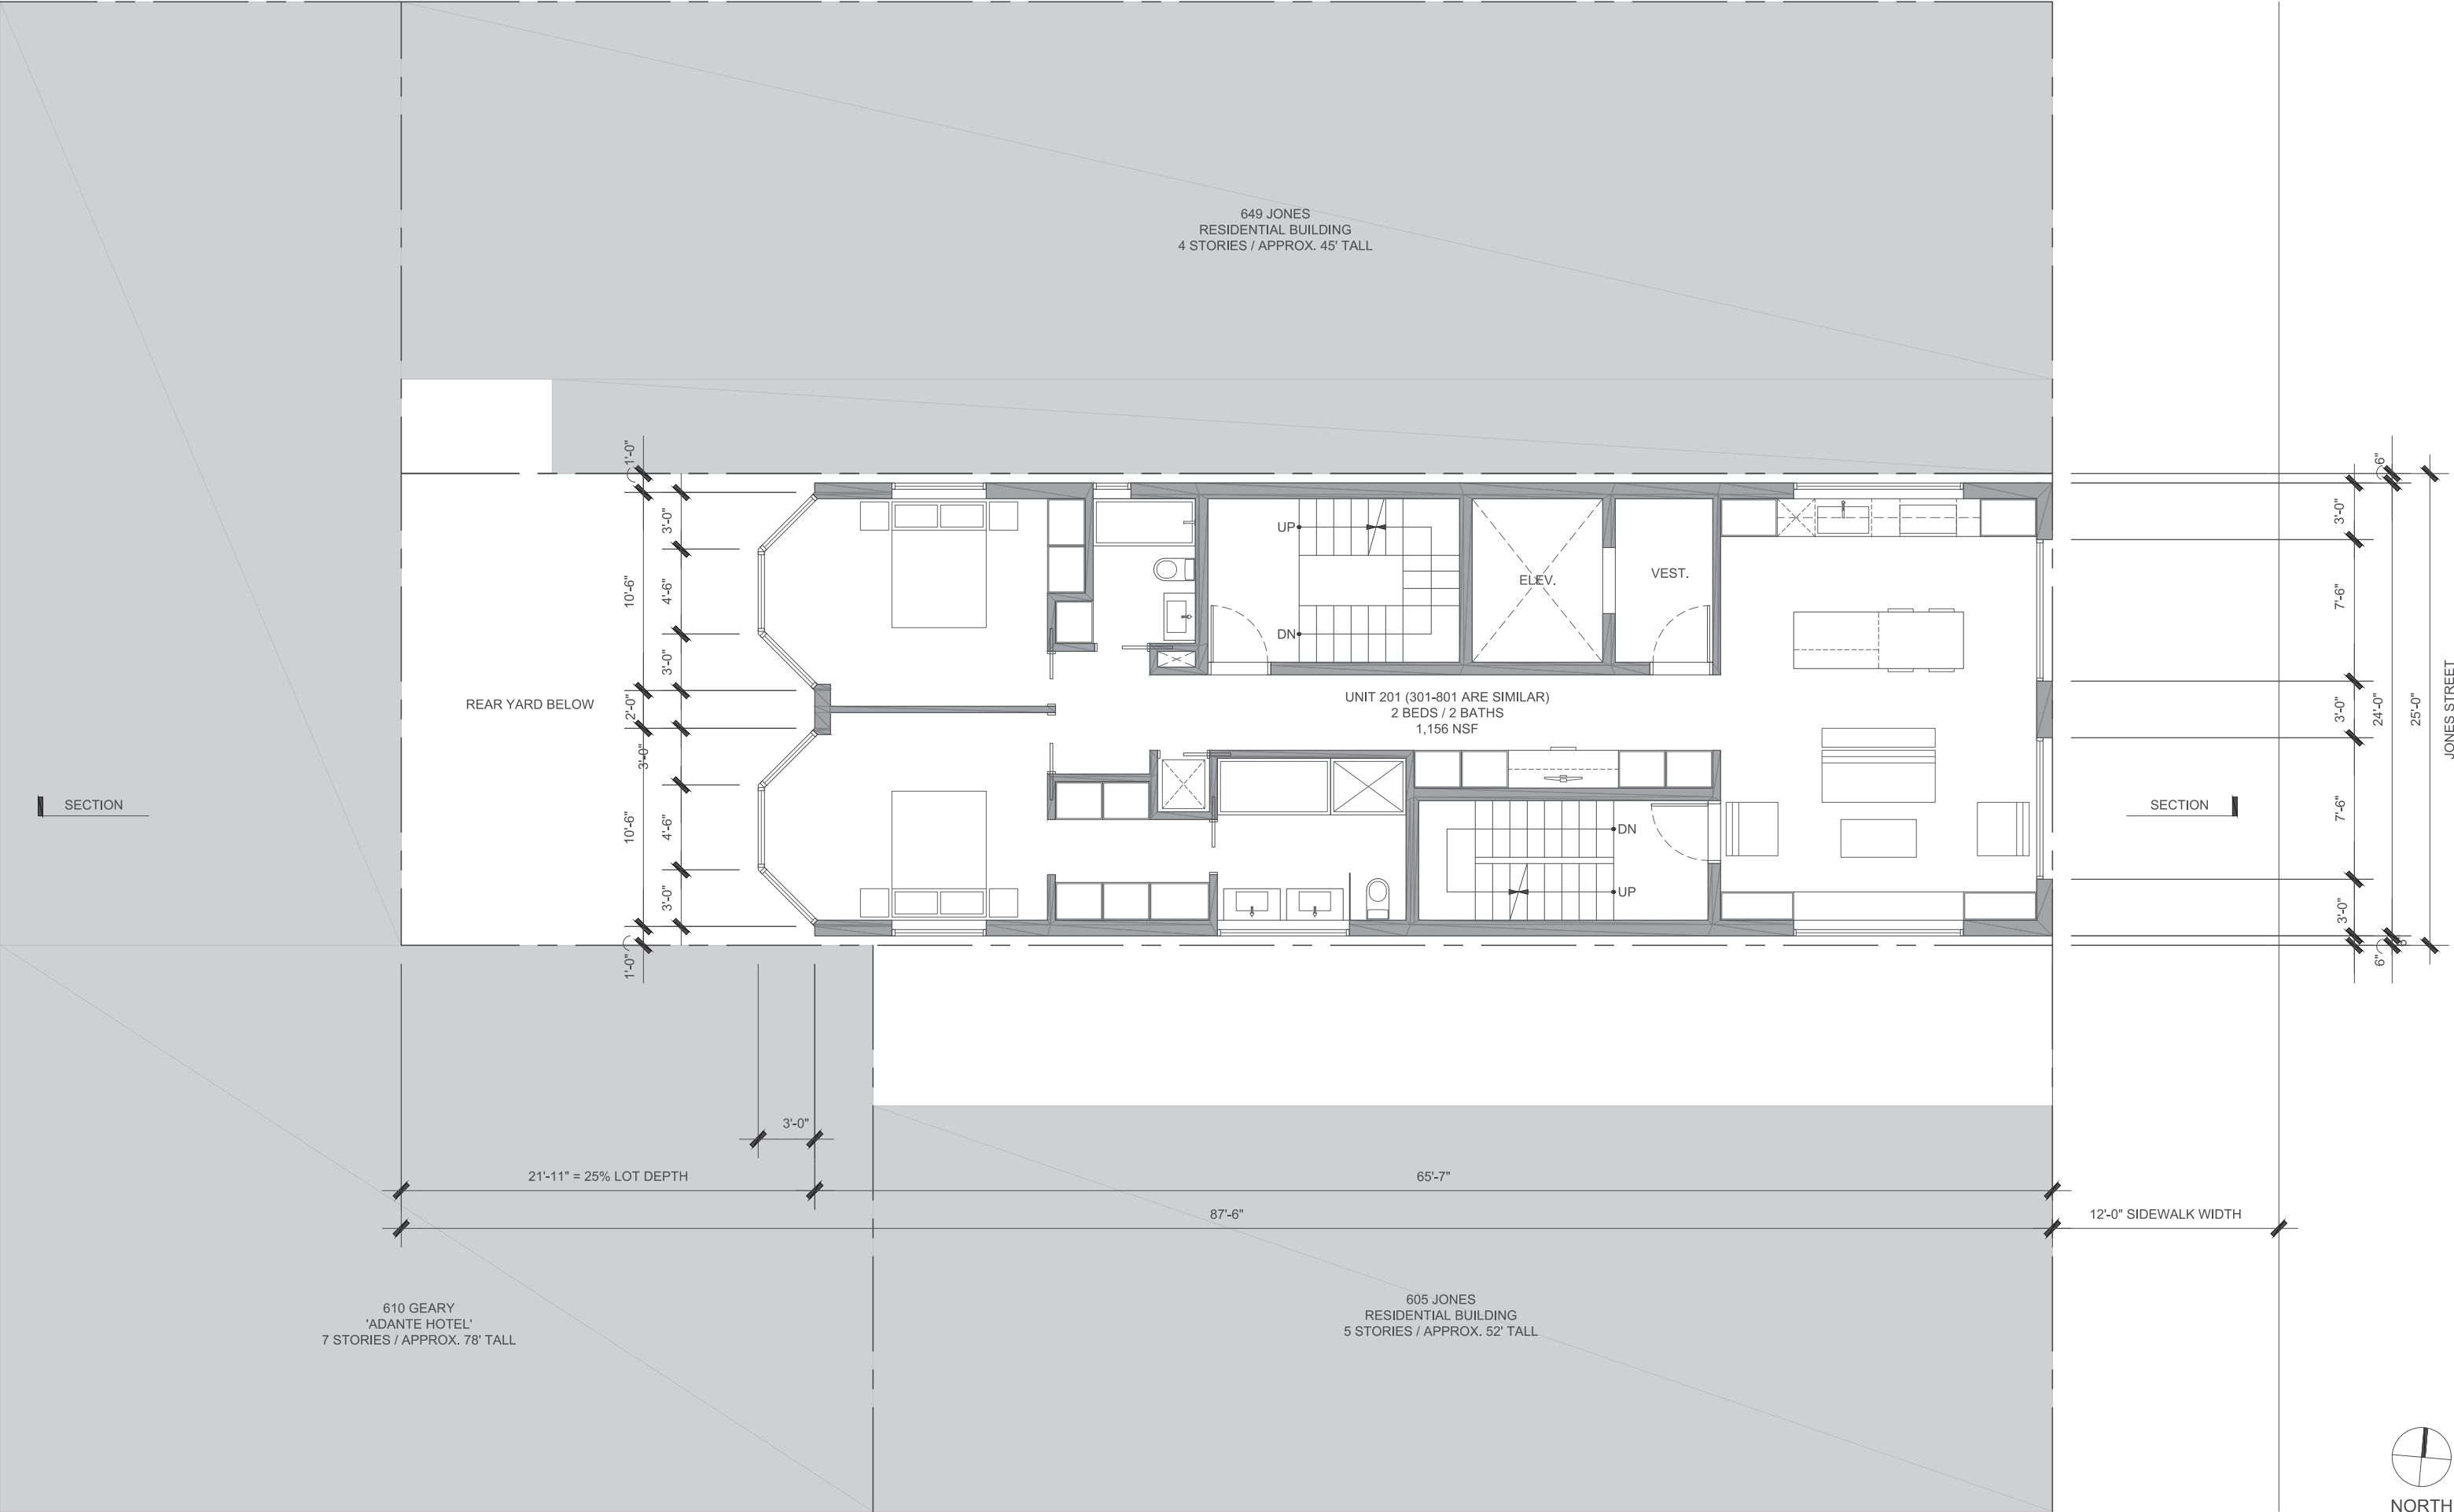 649 JONES
RESIDENTIAL BUILDING
4 STORIES / APPROX. 45' TALL
1'-0"
3'-0"
10'-6"
4'-6"
3'-0"
2'-0"
3'-0"
10'-6"
4'-6"
3'-0"
1'-0"
REAR YARD BELOW
SECTION
UP
DN
ELEV.
VEST.
UNIT 201 (301-801 ARE SIMILAR)
2 BEDS / 2 BATHS
1,156 NSF
DN
UP
SECTION
6"
3'-0"
7'-6"
3'-0"
24'-0"
25'-0"
JONES STREET
7'-6"
3'-0"
6"
3'-0"
21'-11" = 25% LOT DEPTH
65'-7"
87'-6"
12'-0" SIDEWALK WIDTH
610 GEARY
'ADANTE HOTEL'
7 STORIES / APPROX. 78' TALL
605 JONES
RESIDENTIAL BUILDING
5 STORIES / APPROX. 52' TALL
NORTH